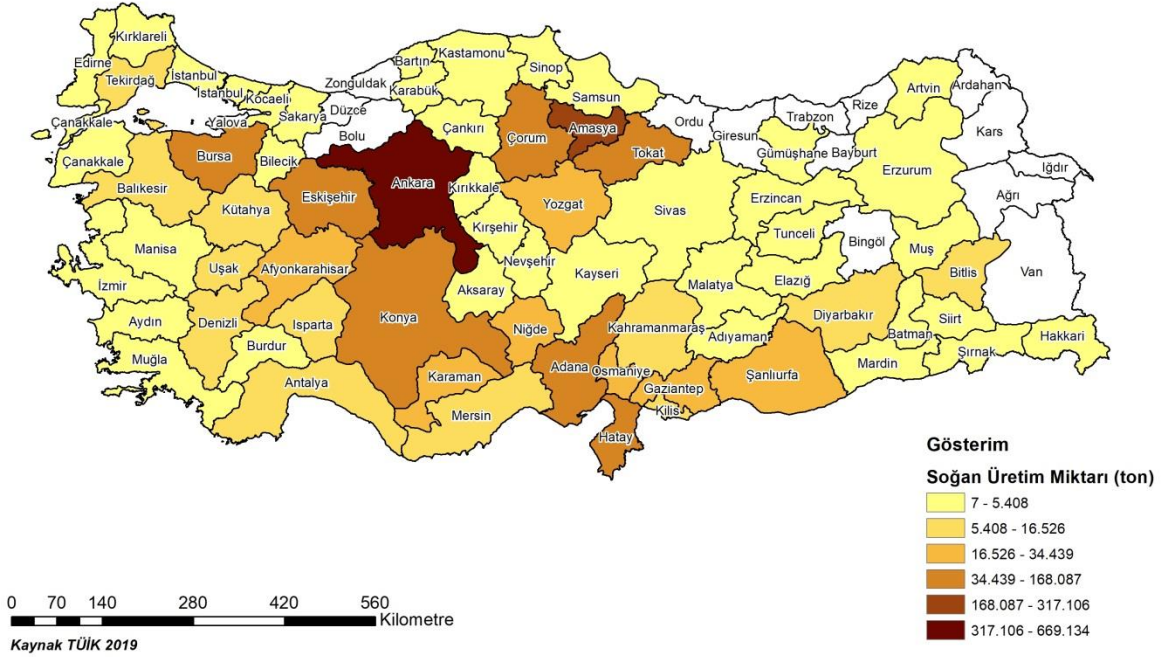 Kırklareli
Edirne
Tekirdağ
İstanbul
İstanbul
Kocaeli
Yalova
Sakarya
Düzce
Zonguldak
Bolu
Bartın
Karabük
Kastamonu
Sinop
Samsun
Çankırı
Çorum
Amasya
Tokat
Ordu
Giresun
Trabzon
Rize
Artvin
Ardahan
Kars
Iğdır
Ağrı
Gümüşhane
Bayburt
Erzurum
Erzincan
Çanakkale
Çanakkale
Bursa
Bilecik
Balıkesir
Kütahya
Eskişehir
Ankara
Kırıkkale
Yozgat
Sivas
Tunceli
Bingöl
Muş
Bitlis
Van
Kırşehir
Nevşehir
Kayseri
Malatya
Elazığ
Manisa
Uşak
Afyonkarahisar
İzmir
Aksaray
Aydın
Denizli
Isparta
Konya
Niğde
Kahramanmaraş
Adıyaman
Diyarbakır
Batman
Siirt
Hakkari
Şırnak
Mardin
Muğla
Burdur
Antalya
Karaman
Mersin
Adana
Osmaniye
Gaziantep
Kilis
Şanlıurfa
Hatay
Gösterim
Soğan Üretim Miktarı (ton)
7 - 5.408
5.408 - 16.526
16.526 - 34.439
34.439 - 168.087
168.087 - 317.106
317.106 - 669.134
0 70 140 280 420 560
Kilometre
Kaynak TÜİK 2019